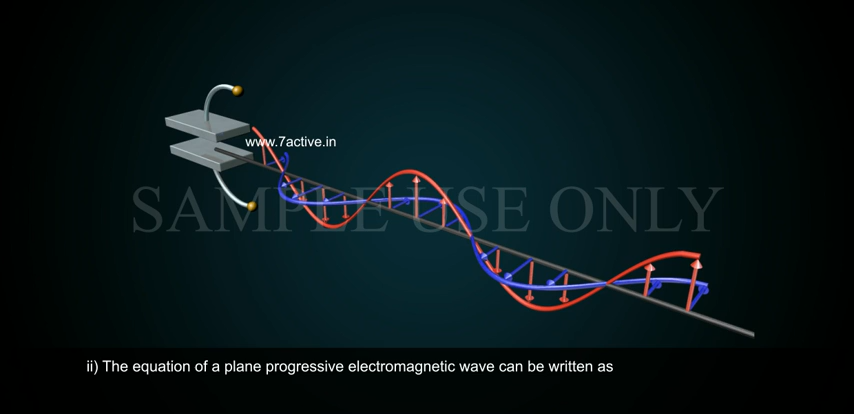 www.7active.in
SAMPLE USE ONLY
ii) The equation of a plane progressive electromagnetic wave can be written as